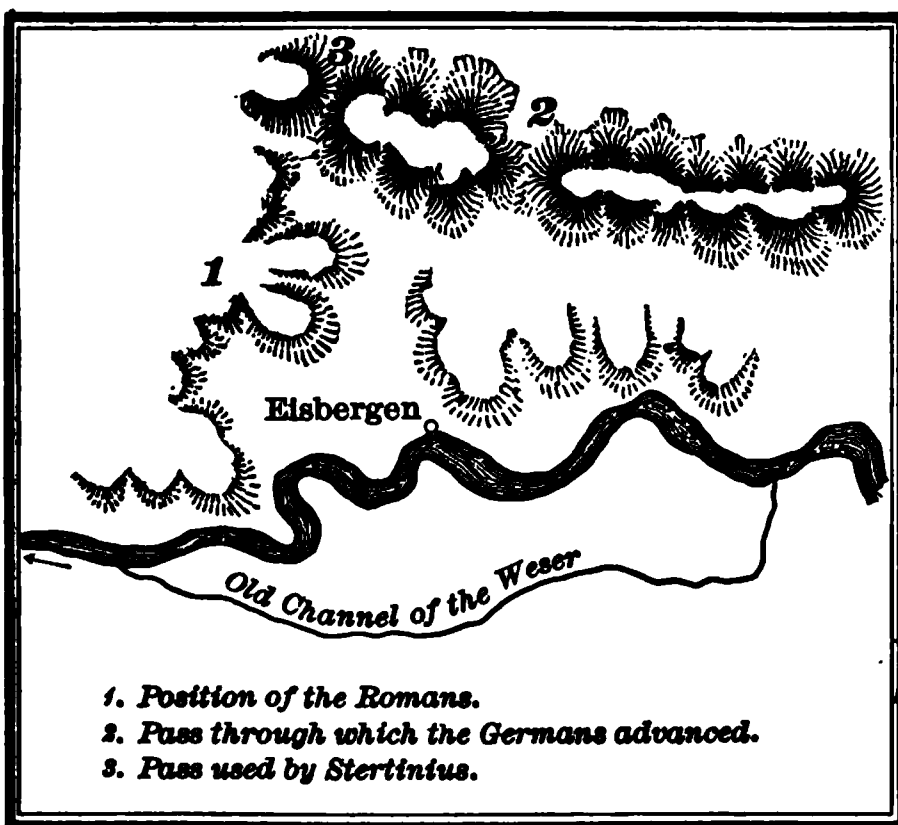 3
2
1
Eisbergen
Old Channel of the Weser
1. Position of the Romans.
2. Pass through which the Germans advanced.
3. Pass used by Stertinius.